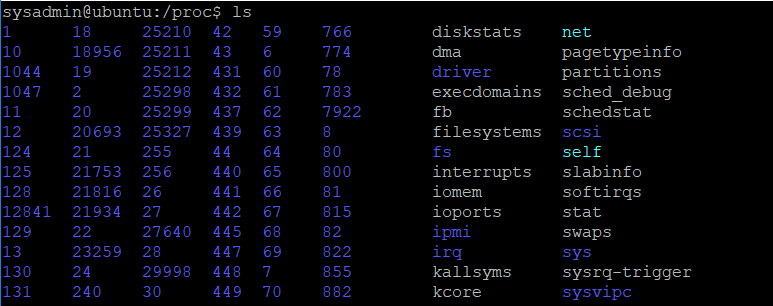 sysadmin@ubuntu:/proc$ ls
1 18 25210 42 59 766 diskstats net
10 18956 25211 43 6 774 dma pagetypeinfo
1044 19 25212 431 60 78 driver partitions
1047 2 25298 432 61 783 execdomains sched_debug
11 20 25299 437 62 7922 fb schedstat
12 20693 25327 439 63 8 filesystems scsi
124 21 255 44 64 80 fs self
125 21753 256 440 65 800 interrupts slabinfo
128 21816 26 441 66 81 iomem softirqs
12841 21934 27 442 67 815 ioports stat
129 22 27640 445 68 82 ipmi swaps
13 23259 28 447 69 822 irq sys
130 24 29998 448 7 855 kallsyms sysrq-trigger
131 240 30 449 70 882 kcore sysvipc